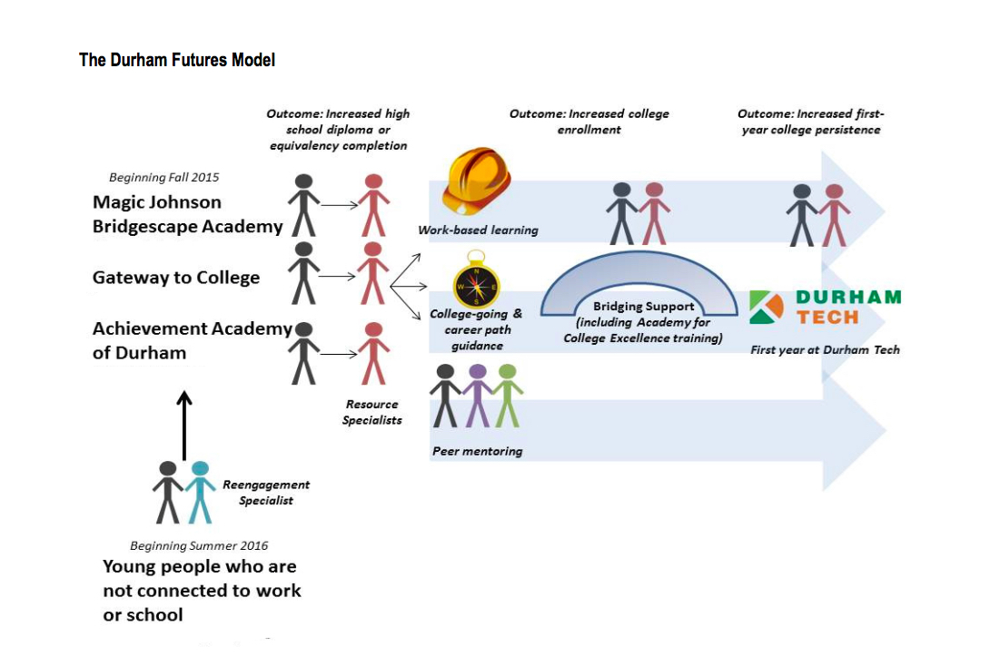 The Durham Futures Model
Outcome: Increased high
school diploma or
equivalency completion
Outcome: Increased college
enrollment
Outcome: Increased first-
year college persistence
Beginning Fall 2015
Magic Johnson
Bridgescape Academy
Gateway to College
Achievement Academy
of Durham
Resource
Specialists
Work-based learning
N
W E
S
College-going &
career path
guidance
Peer mentoring
Bridging Support
(including Academy for
College Excellence training)
DURHAM
TECH
First year at Durham Tech
Reengagement
Specialist
Beginning Summer 2016
Young people who are
not connected to work
or school